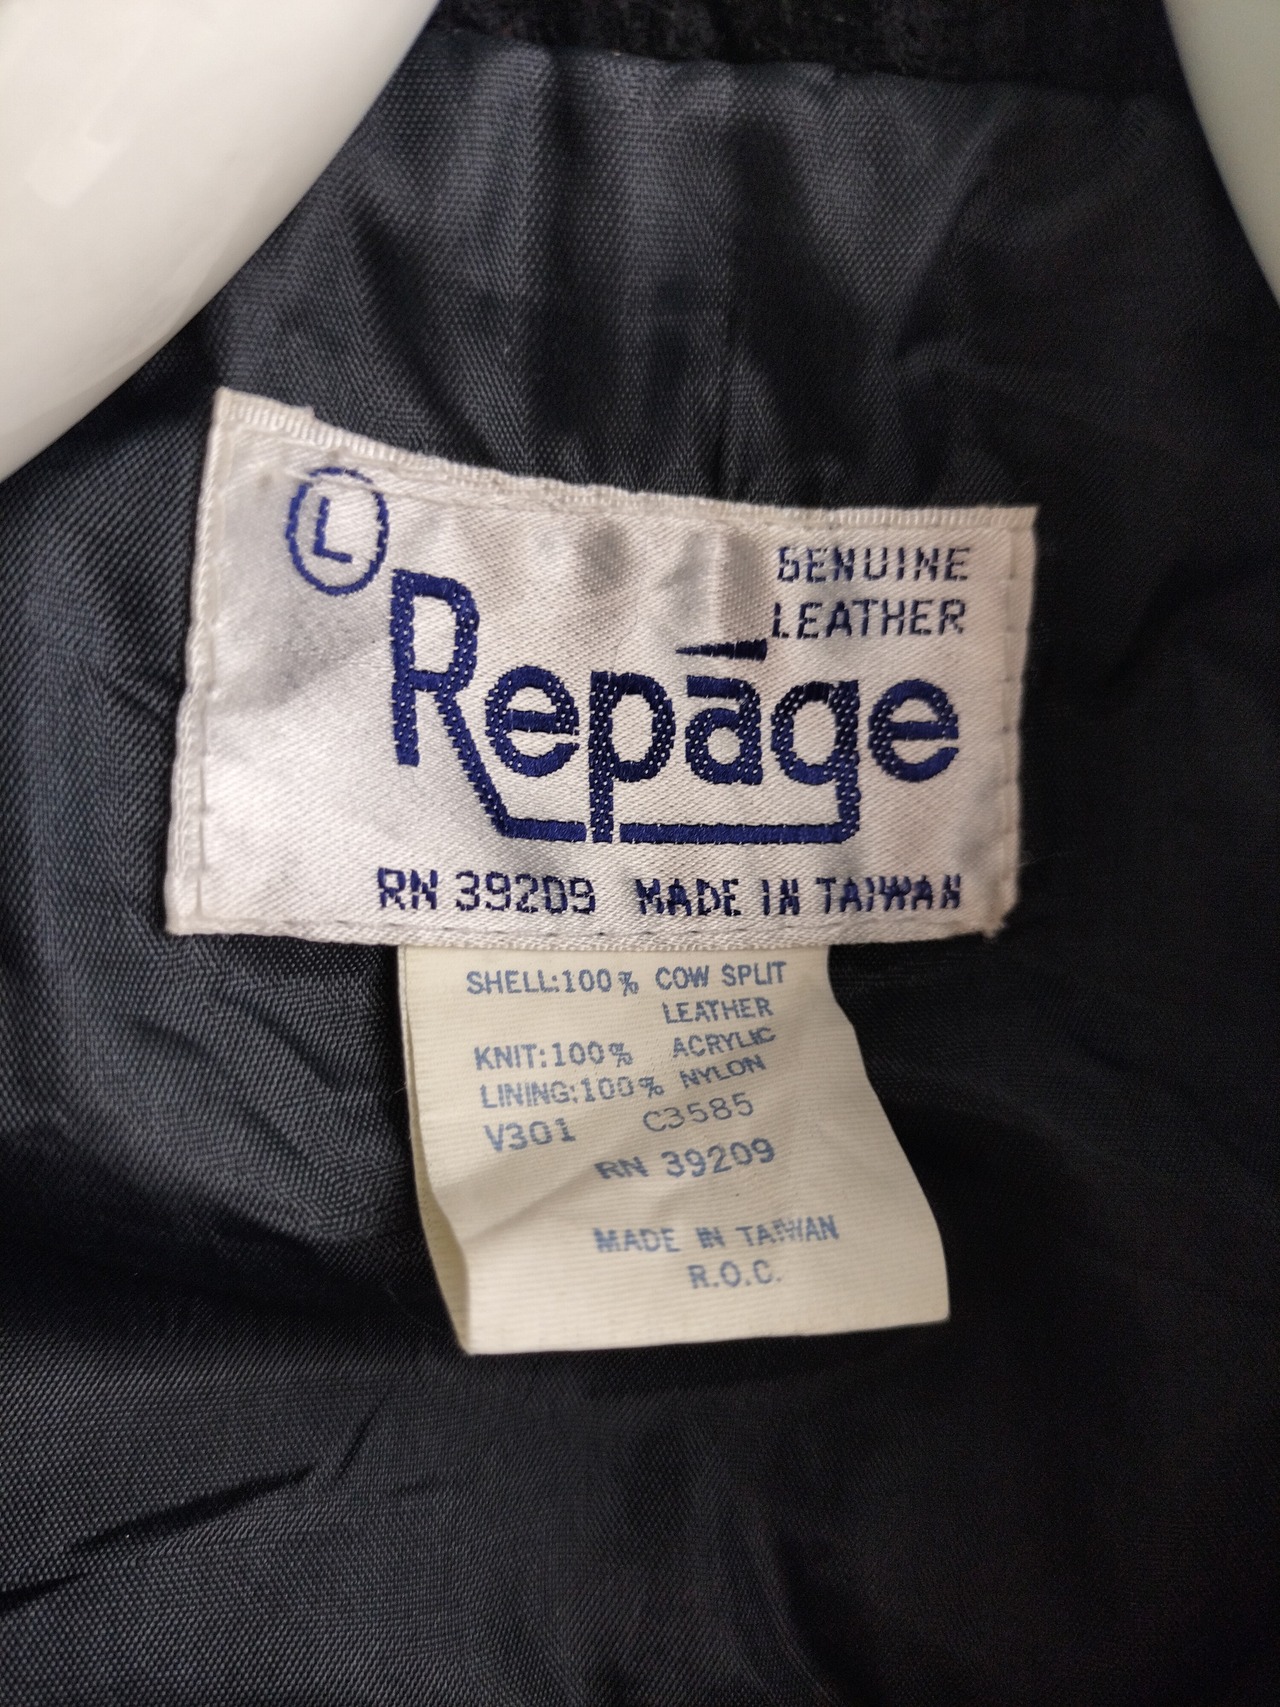 L
GENUINE
LEATHER
Repáge
RN 39209 MADE IN TAIWAN
SHELL:100% COW SPLIT
LEATHER
KNIT:100% ACRYLIC
LINING:100% NYLON
V301 C3585
RN 39209
MADE IN TAIWAN
R.O.C.